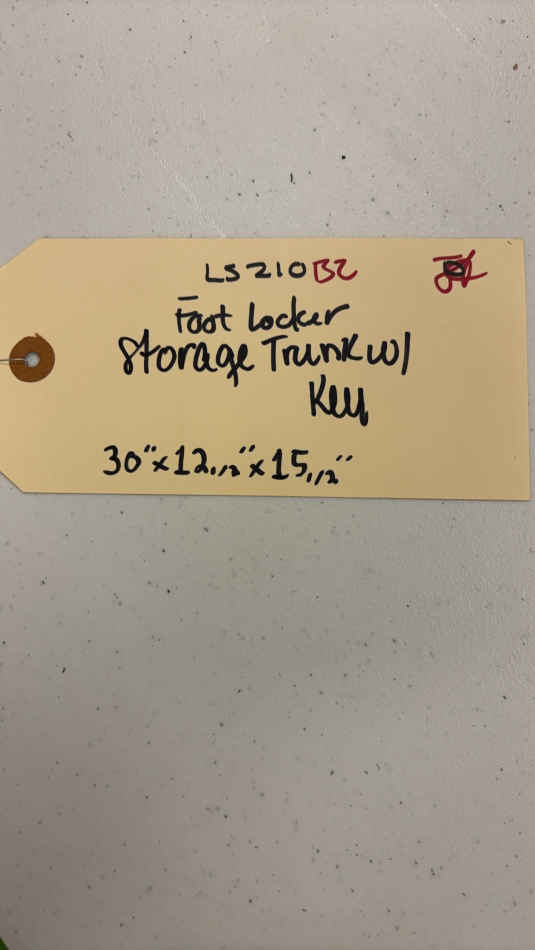 LS210B2
Foot Locker
Storage Trunk w/
Key
30"x12.1/2"x15.1/2"